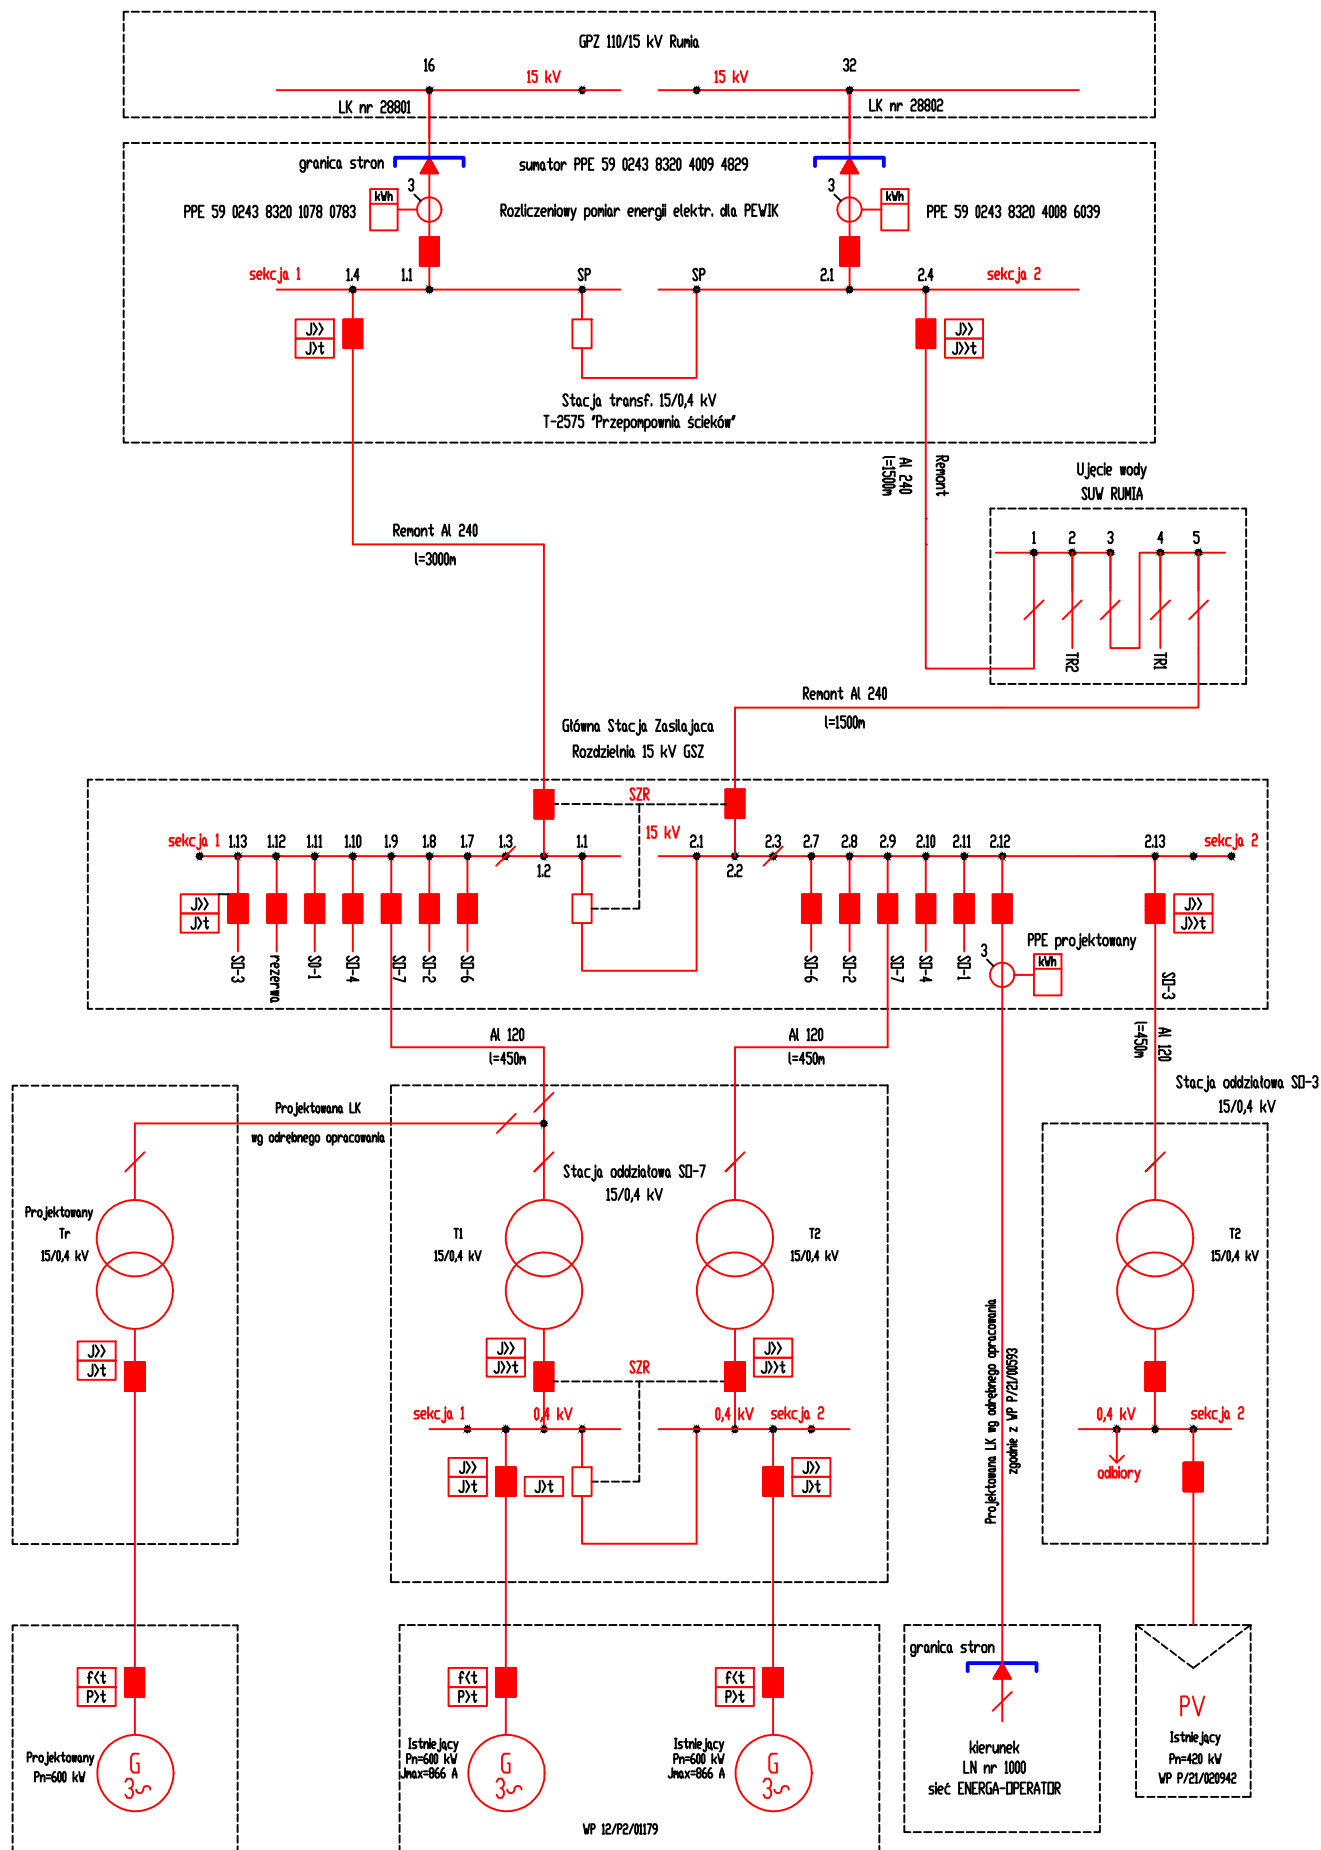 GPZ 110/15 kV Rumia
16
15 kV
15 kV
32
LK nr 28801
LK nr 28802
granica stron
sumator PPE 59 0243 8320 4009 4829
3
kWh
PPE 59 0243 8320 1078 0783
Rozliczeniowy pomiar energii elektr. dla PEWIK
3
kWh
PPE 59 0243 8320 4008 6039
sekcja 1
1.4
1.1
SP
SP
2.1
2.4
sekcja 2
J>>
J>t
J>>
J>>t
Stacja transf. 15/0,4 kV
T-2575 "Przepompownia ścieków"
Remont
Al 240
l=1500m
Ujęcie wody
SUW RUMIA
1
2
3
4
5
TR2
TR1
Remont Al 240
l=3000m
Remont Al 240
l=1500m
Główna Stacja Zasilajaca
Rozdzielnia 15 kV GSZ
SZR
15 kV
sekcja 1
1.13
1.12
1.11
1.10
1.9
1.8
1.7
1.3
1.2
1.1
2.1
2.2
2.3
2.7
2.8
2.9
2.10
2.11
2.12
2.13
sekcja 2
J>>
J>t
J>>
J>>t
SO-3
rezerwa
SO-1
SO-4
SO-7
SO-2
SO-6
SO-6
SO-2
SO-7
SO-4
SO-1
3
PPE projektowany
kWh
SO-3
Al 120
l=450m
Al 120
l=450m
Al 120
l=450m
Stacja oddziałowa SO-3
15/0,4 kV
Projektowana LK
wg odrębnego opracowania
Stacja oddziałowa SO-7
15/0,4 kV
Projektowany
Tr
15/0,4 kV
T1
15/0,4 kV
T2
15/0,4 kV
T2
15/0,4 kV
Projektowana LK wg odrębnego opracowania
zgodnie z WP P/21/00593
J>>
J>t
J>>
J>>t
SZR
J>>
J>>t
sekcja 1
0,4 kV
0,4 kV
sekcja 2
0,4 kV
sekcja 2
odbiory
J>>
J>t
J>t
J>>
J>t
f<t
P>t
f<t
P>t
f<t
P>t
granica stron
PV
Istniejący
Pn=420 kW
WP P/21/020942
Projektowany
Pn=600 kW
G
3~
Istniejący
Pn=600 kW
Jmax=866 A
G
3~
Istniejący
Pn=600 kW
Jmax=866 A
G
3~
kierunek
LN nr 1000
sieć ENERGA-OPERATOR
WP 12/P2/01179